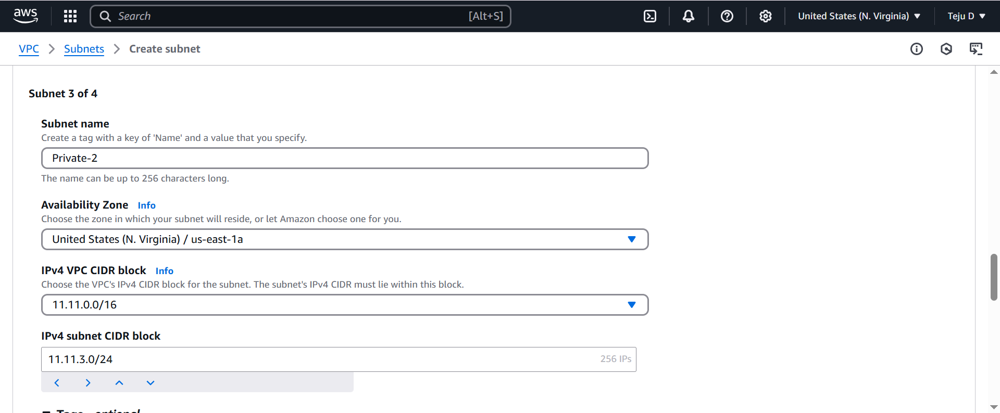 aws
Search [Alt+S]
United States (N. Virginia)
Teju D
VPC
Subnets
Create subnet
Subnet 3 of 4
Subnet name
Create a tag with a key of 'Name' and a value that you specify.
Private-2
The name can be up to 256 characters long.
Availability Zone Info
Choose the zone in which your subnet will reside, or let Amazon choose one for you.
United States (N. Virginia) / us-east-1a
IPv4 VPC CIDR block Info
Choose the VPC's IPv4 CIDR block for the subnet. The subnet's IPv4 CIDR must lie within this block.
11.11.0.0/16
IPv4 subnet CIDR block
11.11.3.0/24 256 IPs
Tags - optional